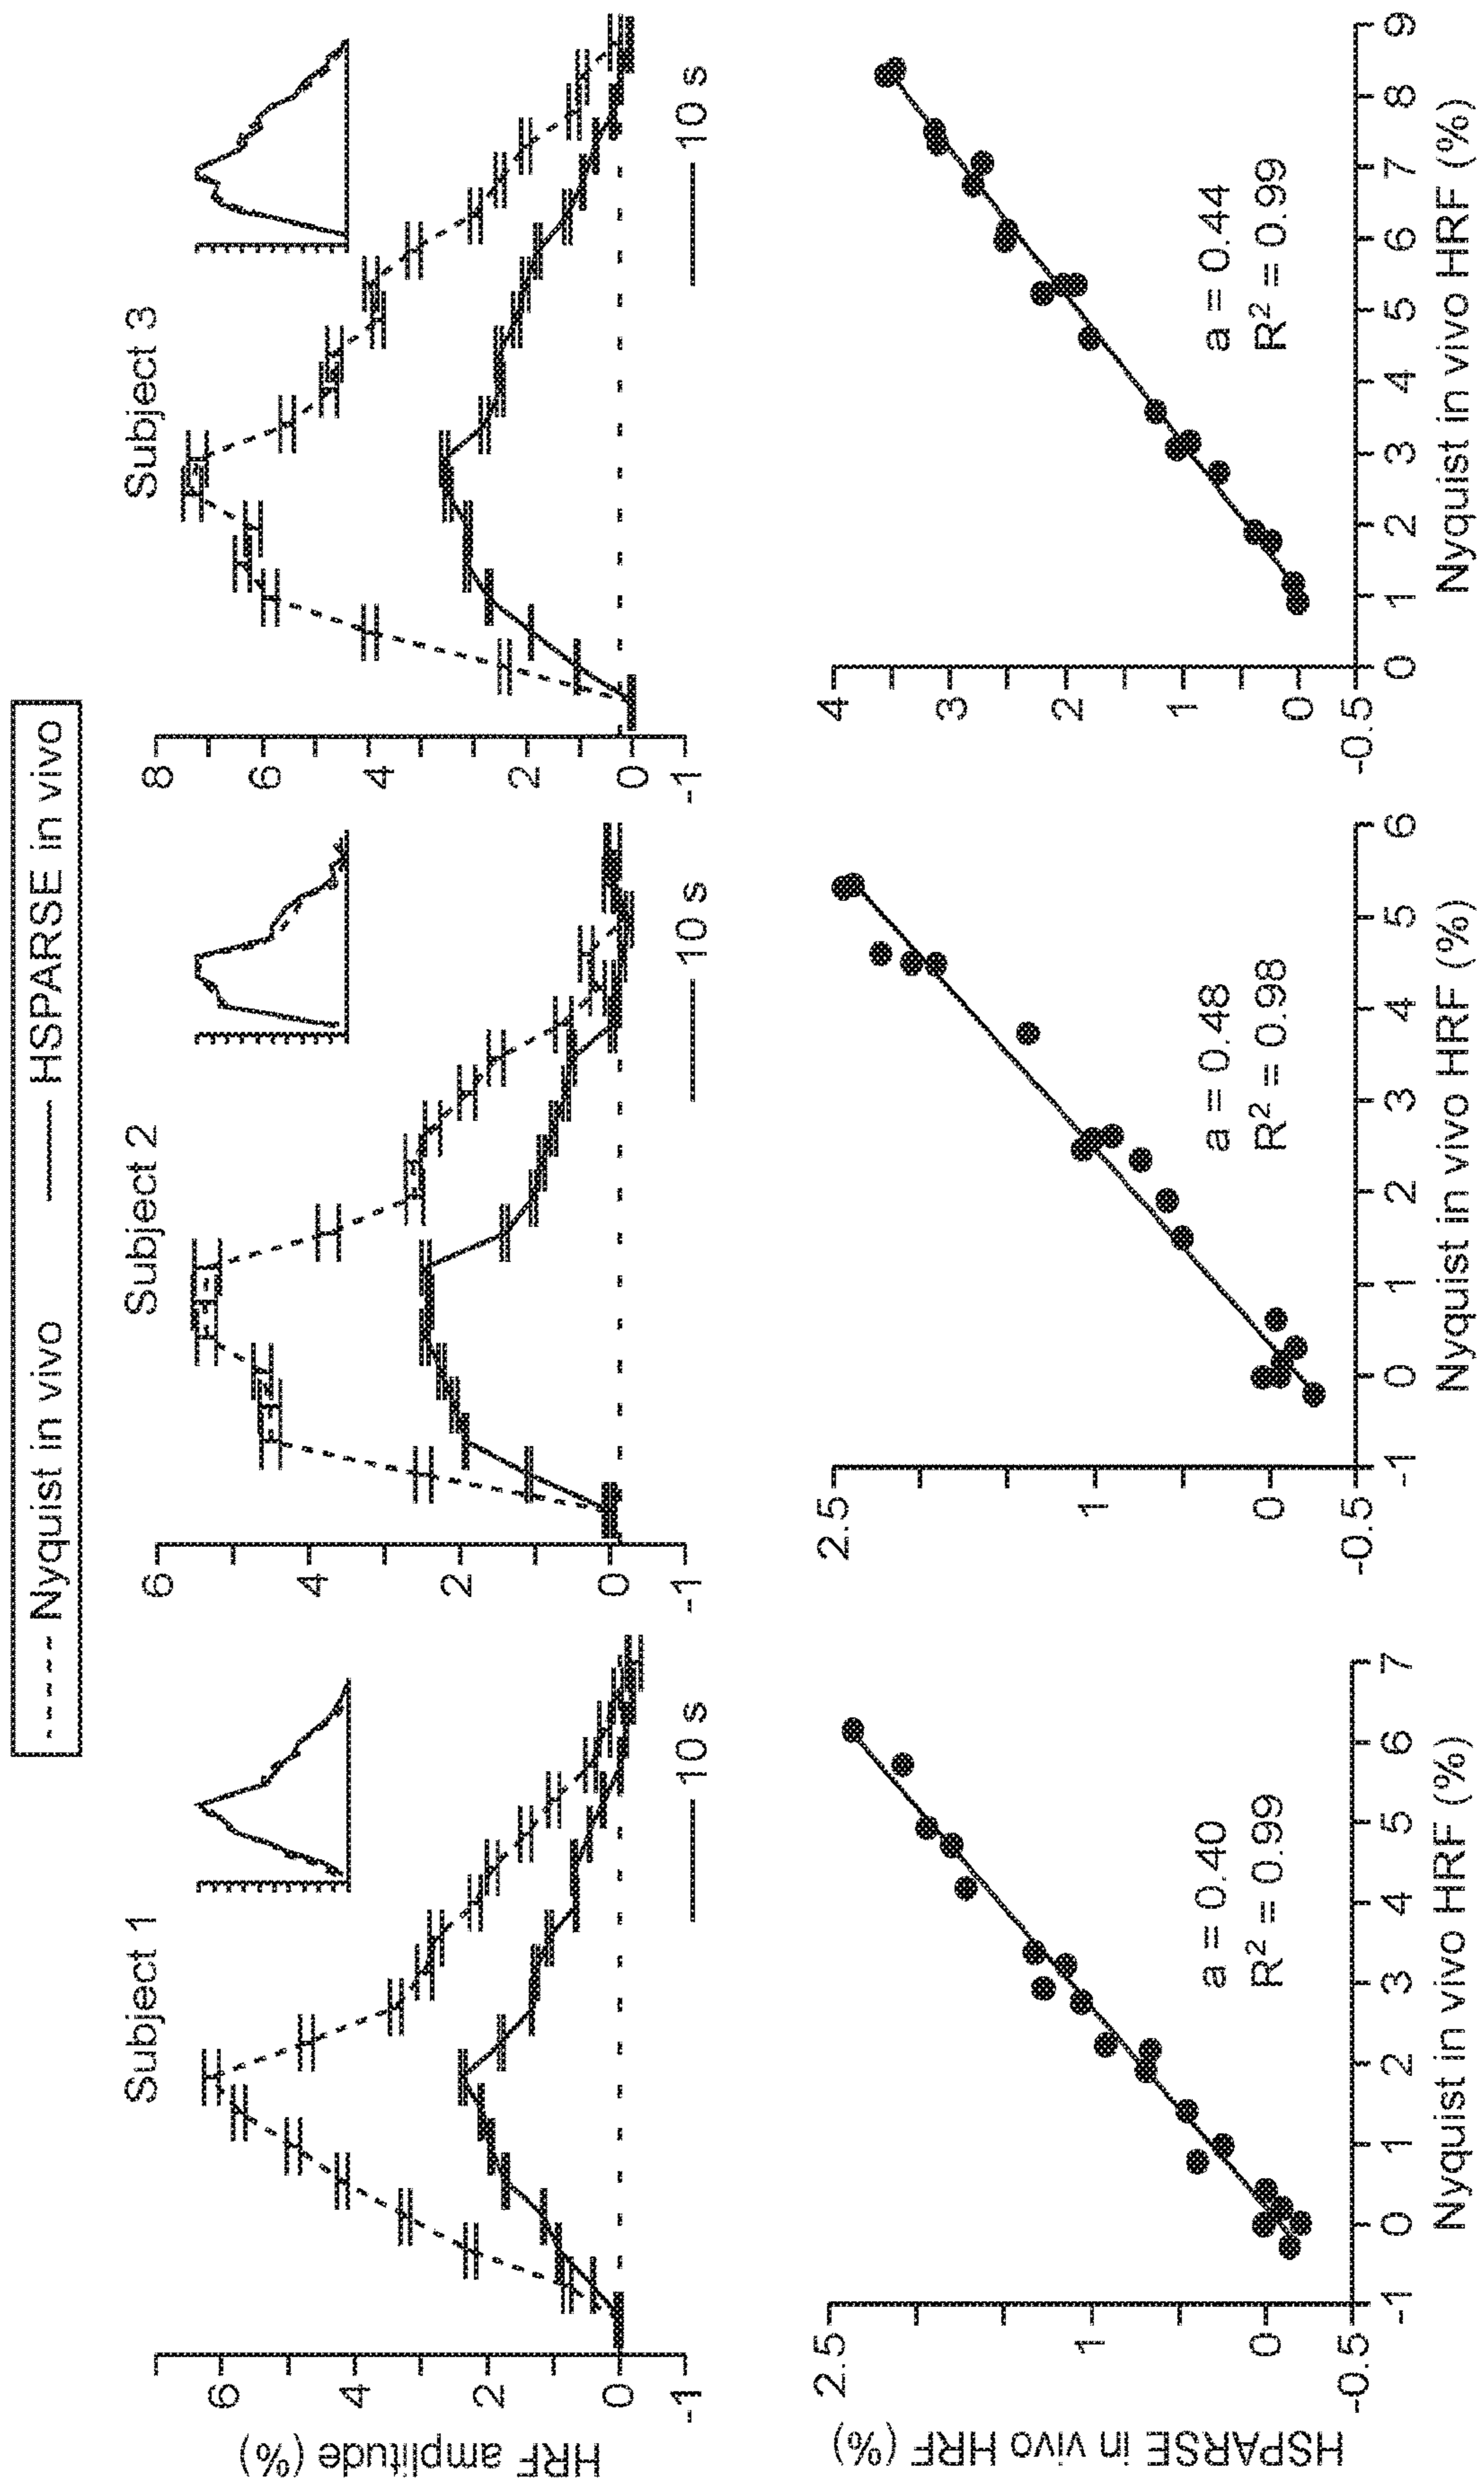 Nyquist in vivo
HSPARSE in vivo
Subject 1
Subject 2
Subject 3
HRF amplitude (%)
6
4
2
0
-1
10 s
6
4
2
0
-1
10 s
8
6
4
2
0
-1
10 s
HSPARSE in vivo HRF (%)
2.5
1
0
-0.5
a = 0.40
R² = 0.99
-1 0 1 2 3 4 5 6 7
Nyquist in vivo HRF (%)
2.5
1
0
-0.5
a = 0.48
R² = 0.98
-1 0 1 2 3 4 5 6
Nyquist in vivo HRF (%)
4
3
2
1
0
-0.5
a = 0.44
R² = 0.99
0 1 2 3 4 5 6 7 8 9
Nyquist in vivo HRF (%)